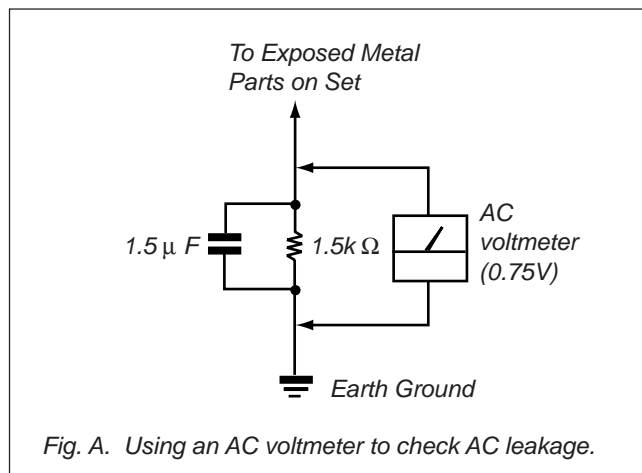 To Exposed Metal
Parts on Set
1.5 µ F
1.5k Ω
AC
voltmeter
(0.75V)
Earth Ground
Fig. A. Using an AC voltmeter to check AC leakage.